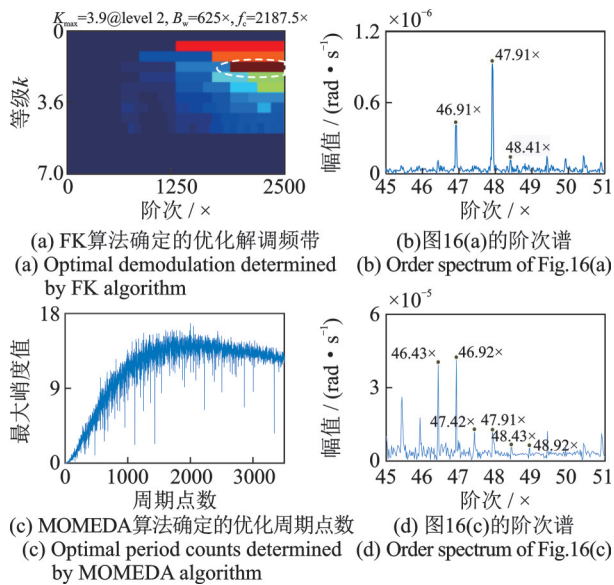 K_max=3.9@level 2, B_w=625×, f_c=2187.5×
0
3.6
7.0
等级k
0
1250
2500
阶次 / ×
(a) FK算法确定的优化解调频带
(a) Optimal demodulation determined
by FK algorithm
×10⁻⁶
1.2
0.6
0
幅值 / (rad·s⁻¹)
47.91×
46.91×
48.41×
45 46 47 48 49 50 51
阶次 / ×
(b)图16(a)的阶次谱
(b) Order spectrum of Fig.16(a)
18
9
0
最大峭度值
0 1000 2000 3000
周期点数
(c) MOMEDA算法确定的优化周期点数
(c) Optimal period counts determined
by MOMEDA algorithm
×10⁻⁵
6
3
0
幅值 / (rad·s⁻¹)
46.43×
46.92×
47.42×
47.91×
48.43×
48.92×
45 46 47 48 49 50 51
阶次 / ×
(d) 图16(c)的阶次谱
(d) Order spectrum of Fig.16(c)